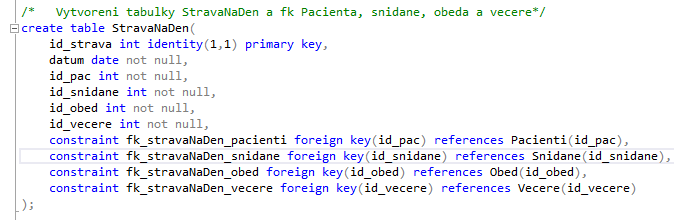 /*   Vytvoreni tabulky StravaNaDen a fk Pacienta, snidane, obeda a vecere*/
create table StravaNaDen(
    id_strava int identity(1,1) primary key,
    datum date not null,
    id_pac int not null,
    id_snidane int not null,
    id_obed int not null,
    id_vecere int not null,
    constraint fk_stravaNaDen_pacienti foreign key(id_pac) references Pacienti(id_pac),
    constraint fk_stravaNaDen_snidane foreign key(id_snidane) references Snidane(id_snidane),
    constraint fk_stravaNaDen_obed foreign key(id_obed) references Obed(id_obed),
    constraint fk_stravaNaDen_vecere foreign key(id_vecere) references Vecere(id_vecere)
);